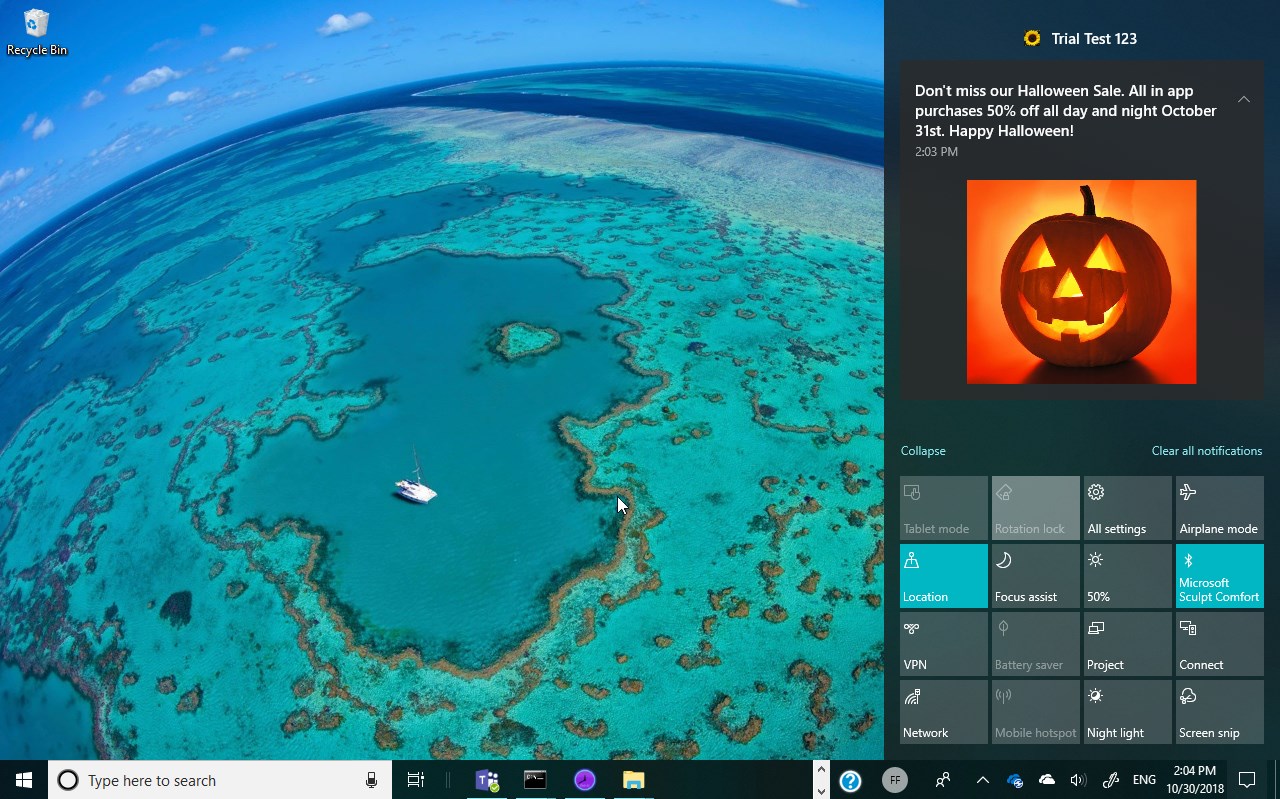 Recycle Bin
Trial Test 123
Don't miss our Halloween Sale. All in app
purchases 50% off all day and night October
31st. Happy Halloween!
2:03 PM
Collapse
Clear all notifications
Tablet mode
Rotation lock
All settings
Airplane mode
Location
Focus assist
50%
Microsoft
Sculpt Comfort
VPN
Battery saver
Project
Connect
Network
Mobile hotspot
Night light
Screen snip
Type here to search
FF
ENG
2:04 PM
10/30/2018